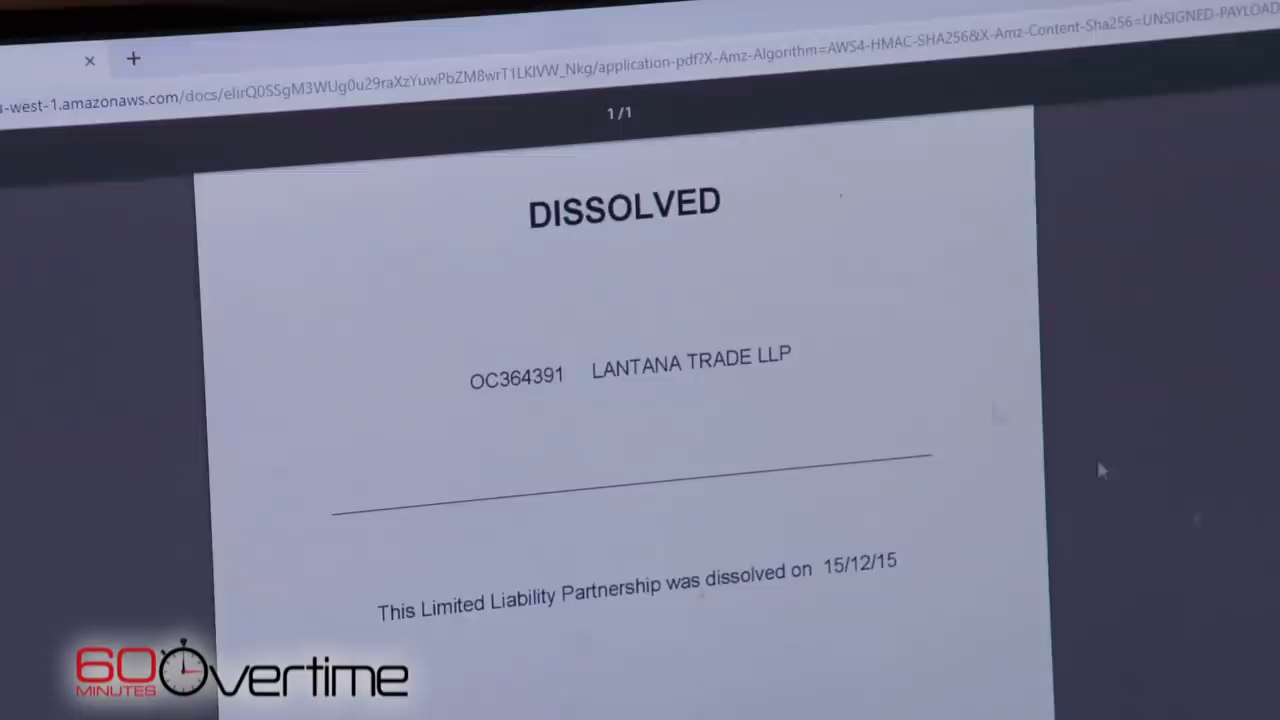 s-west-1.amazonaws.com/docs/elirQ0SSgM3WUg0u29raXzYuwPbZM8wrT1LKlVW_Nkg/application-pdf?X-Amz-Algorithm=AWS4-HMAC-SHA256&X-Amz-Content-Sha256=UNSIGNED-PAYLOAD
1/1
DISSOLVED
OC364391 LANTANA TRADE LLP
This Limited Liability Partnership was dissolved on 15/12/15
60 MINUTES Overtime